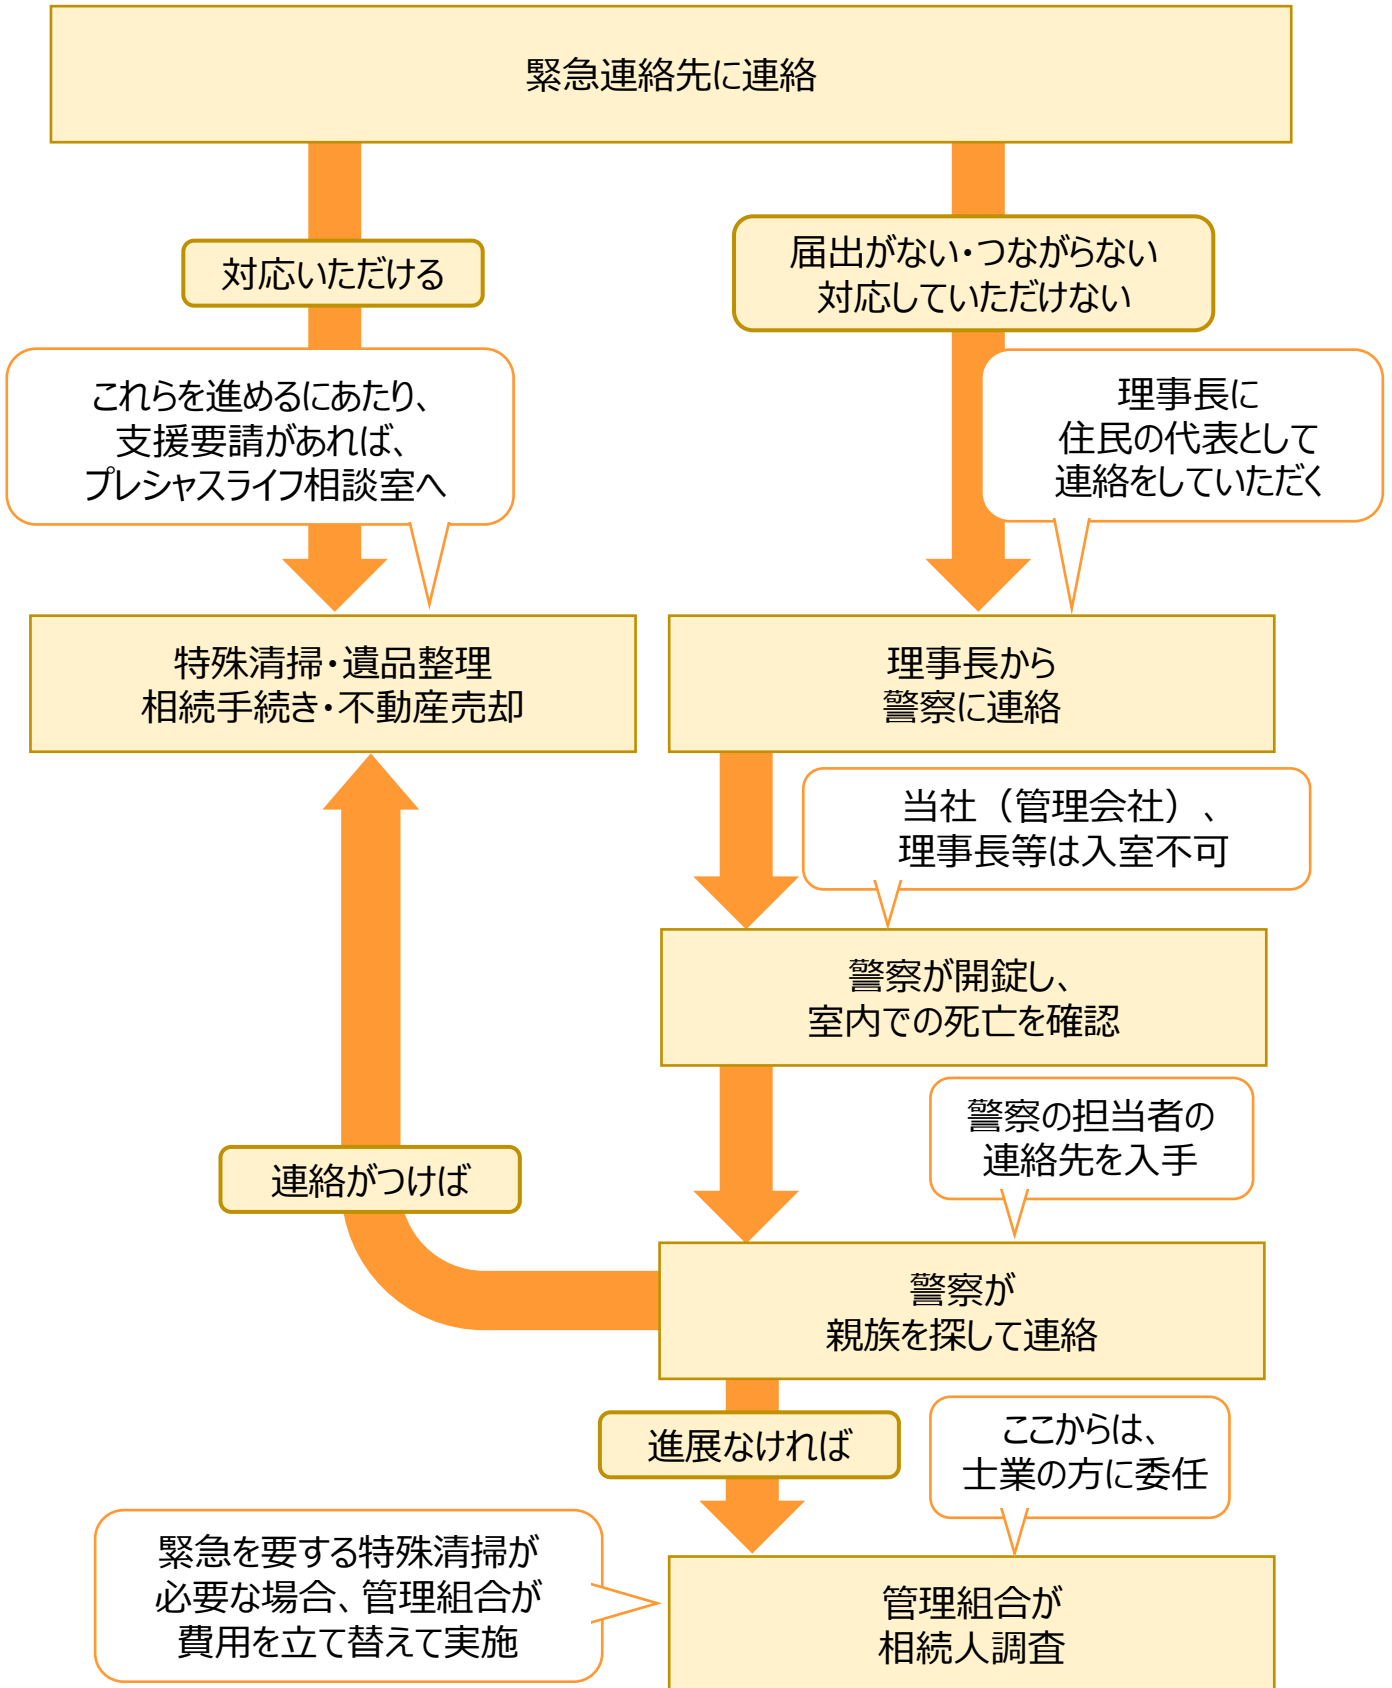 緊急連絡先に連絡
対応いただける
届出がない・つながらない
対応していただけない
これらを進めるにあたり、
支援要請があれば、
プレシャスライフ相談室へ
理事長に
住民の代表として
連絡をしていただく
特殊清掃・遺品整理
相続手続き・不動産売却
理事長から
警察に連絡
当社（管理会社）、
理事長等は入室不可
警察が開錠し、
室内での死亡を確認
警察の担当者の
連絡先を入手
連絡がつけば
警察が
親族を探して連絡
進展なければ
ここからは、
士業の方に委任
緊急を要する特殊清掃が
必要な場合、管理組合が
費用を立て替えて実施
管理組合が
相続人調査